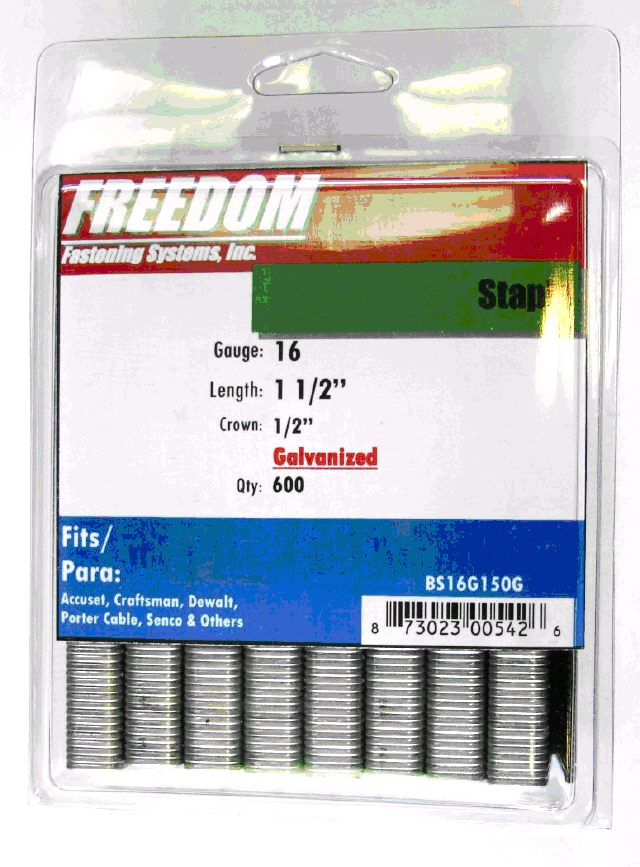 FREEDOM
Fastening Systems, Inc.
Stap
Gauge: 16
Length: 1 1/2"
Crown: 1/2"
Galvanized
Qty: 600
Fits/
Para:
Accuset, Craftsman, Dewalt,
Porter Cable, Senco & Others
BS16G150G
8 73023 00542 6